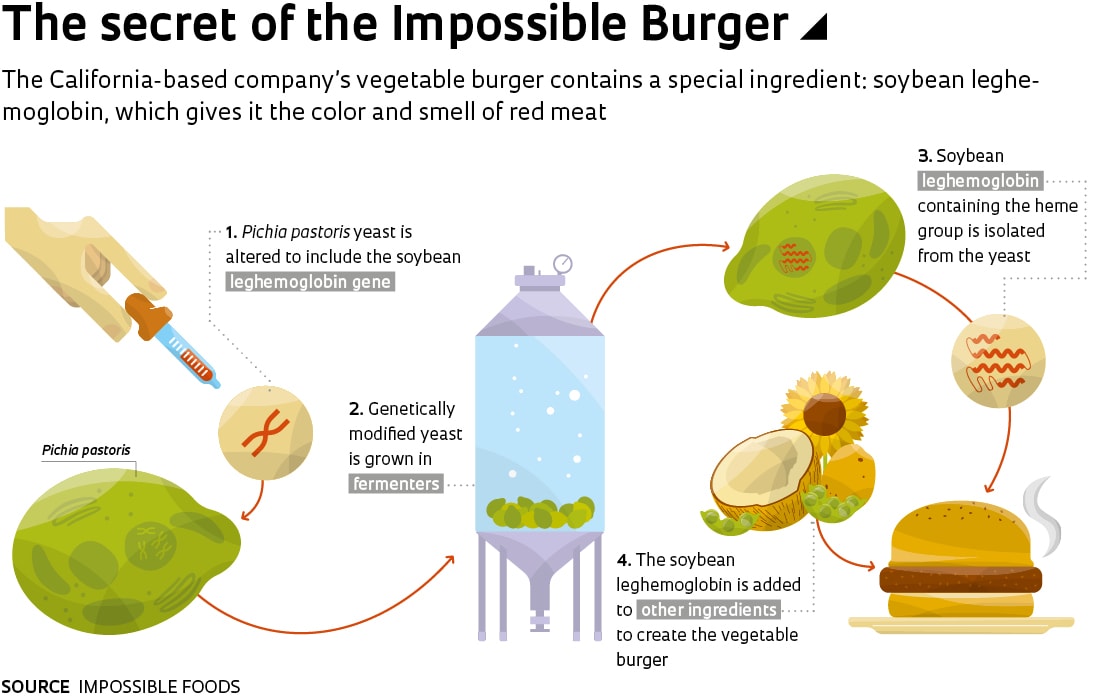 The secret of the Impossible Burger
The California-based company’s vegetable burger contains a special ingredient: soybean leghe-
moglobin, which gives it the color and smell of red meat
1. Pichia pastoris yeast is
altered to include the soybean
leghemoglobin gene
Pichia pastoris
2. Genetically
modified yeast
is grown in
fermenters
3. Soybean
leghemoglobin
containing the heme
group is isolated
from the yeast
4. The soybean
leghemoglobin is added
to other ingredients
to create the vegetable
burger
SOURCE IMPOSSIBLE FOODS